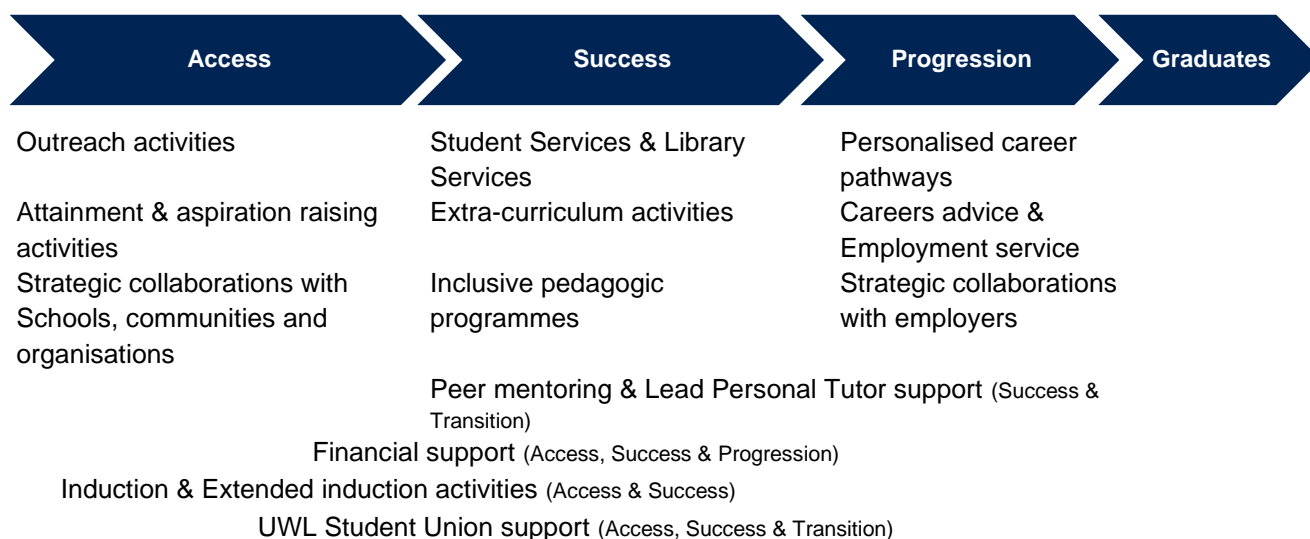 Access
Success
Progression
Graduates
Outreach activities
Student Services & Library
Services
Personalised career
pathways
Attainment & aspiration raising
activities
Extra-curriculum activities
Careers advice &
Employment service
Strategic collaborations with
Schools, communities and
organisations
Inclusive pedagogic
programmes
Strategic collaborations
with employers
Peer mentoring & Lead Personal Tutor support (Success &
Transition)
Financial support (Access, Success & Progression)
Induction & Extended induction activities (Access & Success)
UWL Student Union support (Access, Success & Transition)